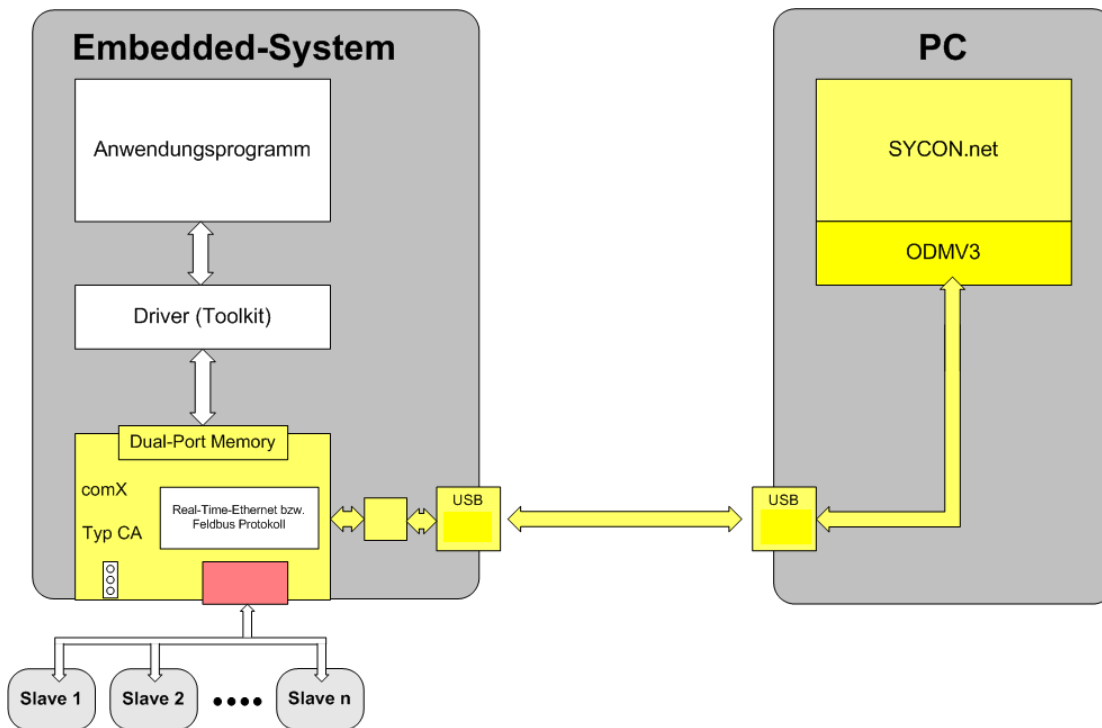 Embedded-System
PC
Anwendungsprogramm
SYCON.net
ODMV3
Driver (Toolkit)
Dual-Port Memory
comX
Real-Time-Ethernet bzw.
Feldbus Protokoll
Typ CA
USB
USB
Slave 1
Slave 2
Slave n